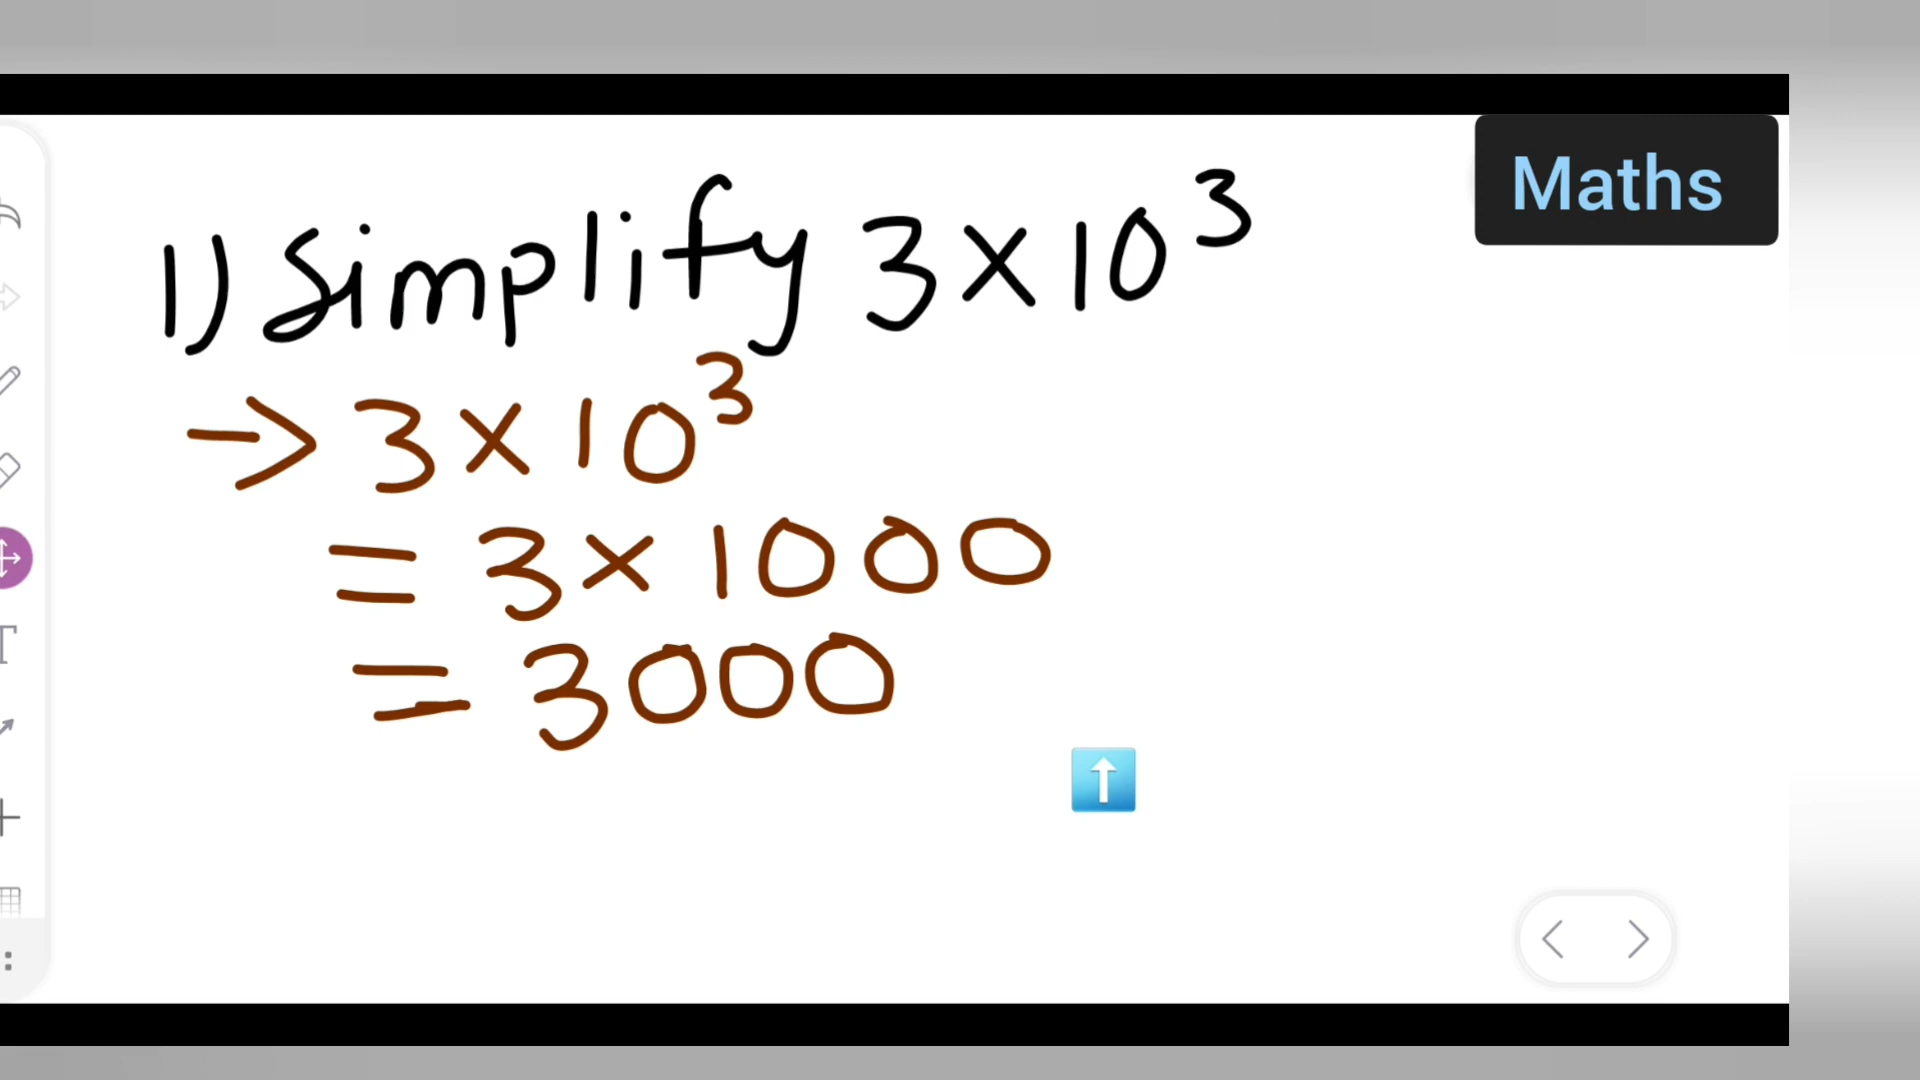 Maths
1) Simplify 3×10³
→ 3×10³
= 3×1000
= 3000